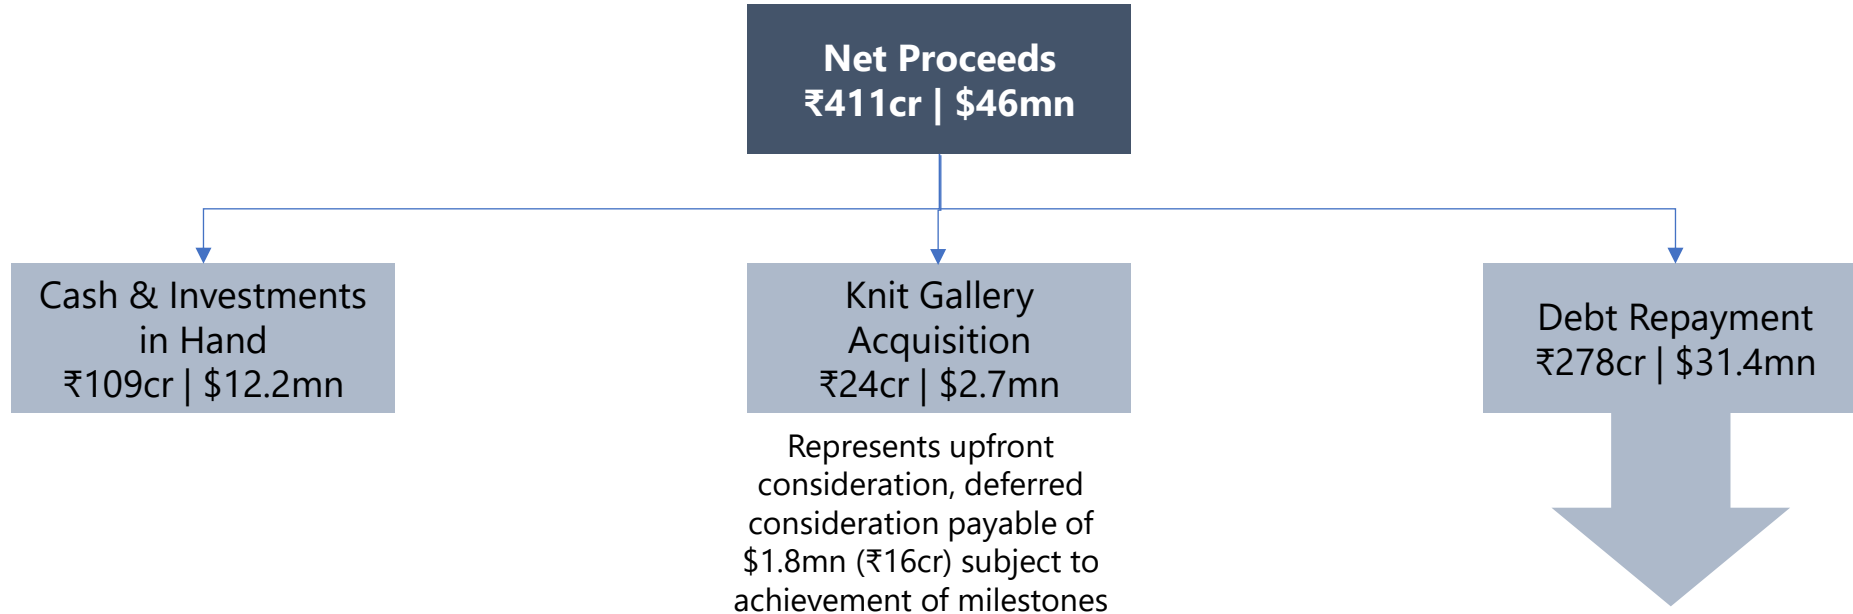 Net Proceeds
₹411cr | $46mn
Cash & Investments
in Hand
₹109cr | $12.2mn
Knit Gallery
Acquisition
₹24cr | $2.7mn
Debt Repayment
₹278cr | $31.4mn
Represents upfront
consideration, deferred
consideration payable of
$1.8mn (₹16cr) subject to
achievement of milestones